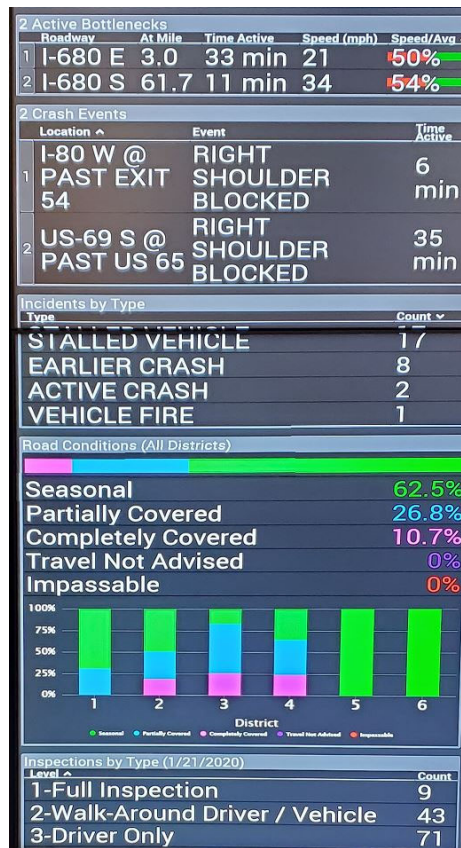 2 Active Bottlenecks
Roadway At Mile Time Active Speed (mph) Speed/Avg
1 I-680 E 3.0 33 min 21 50%
2 I-680 S 61.7 11 min 34 54%
2 Crash Events
Location Event Time
Active
I-80 W @ RIGHT
1 PAST EXIT SHOULDER 6
54 BLOCKED min
US-69 S @ RIGHT
2 PAST US 65 SHOULDER 35
BLOCKED min
Incidents by Type
Type Count
STALLED VEHICLE 17
EARLIER CRASH 8
ACTIVE CRASH 2
VEHICLE FIRE 1
Road Conditions (All Districts)
Seasonal 62.5%
Partially Covered 26.8%
Completely Covered 10.7%
Travel Not Advised 0%
Impassable 0%
100%
75%
50%
25%
0%
1 2 3 4 5 6
District
Seasonal Partially Covered Completely Covered Travel Not Advised Impassable
Inspections by Type (1/21/2020)
Level Count
1-Full Inspection 9
2-Walk-Around Driver / Vehicle 43
3-Driver Only 71